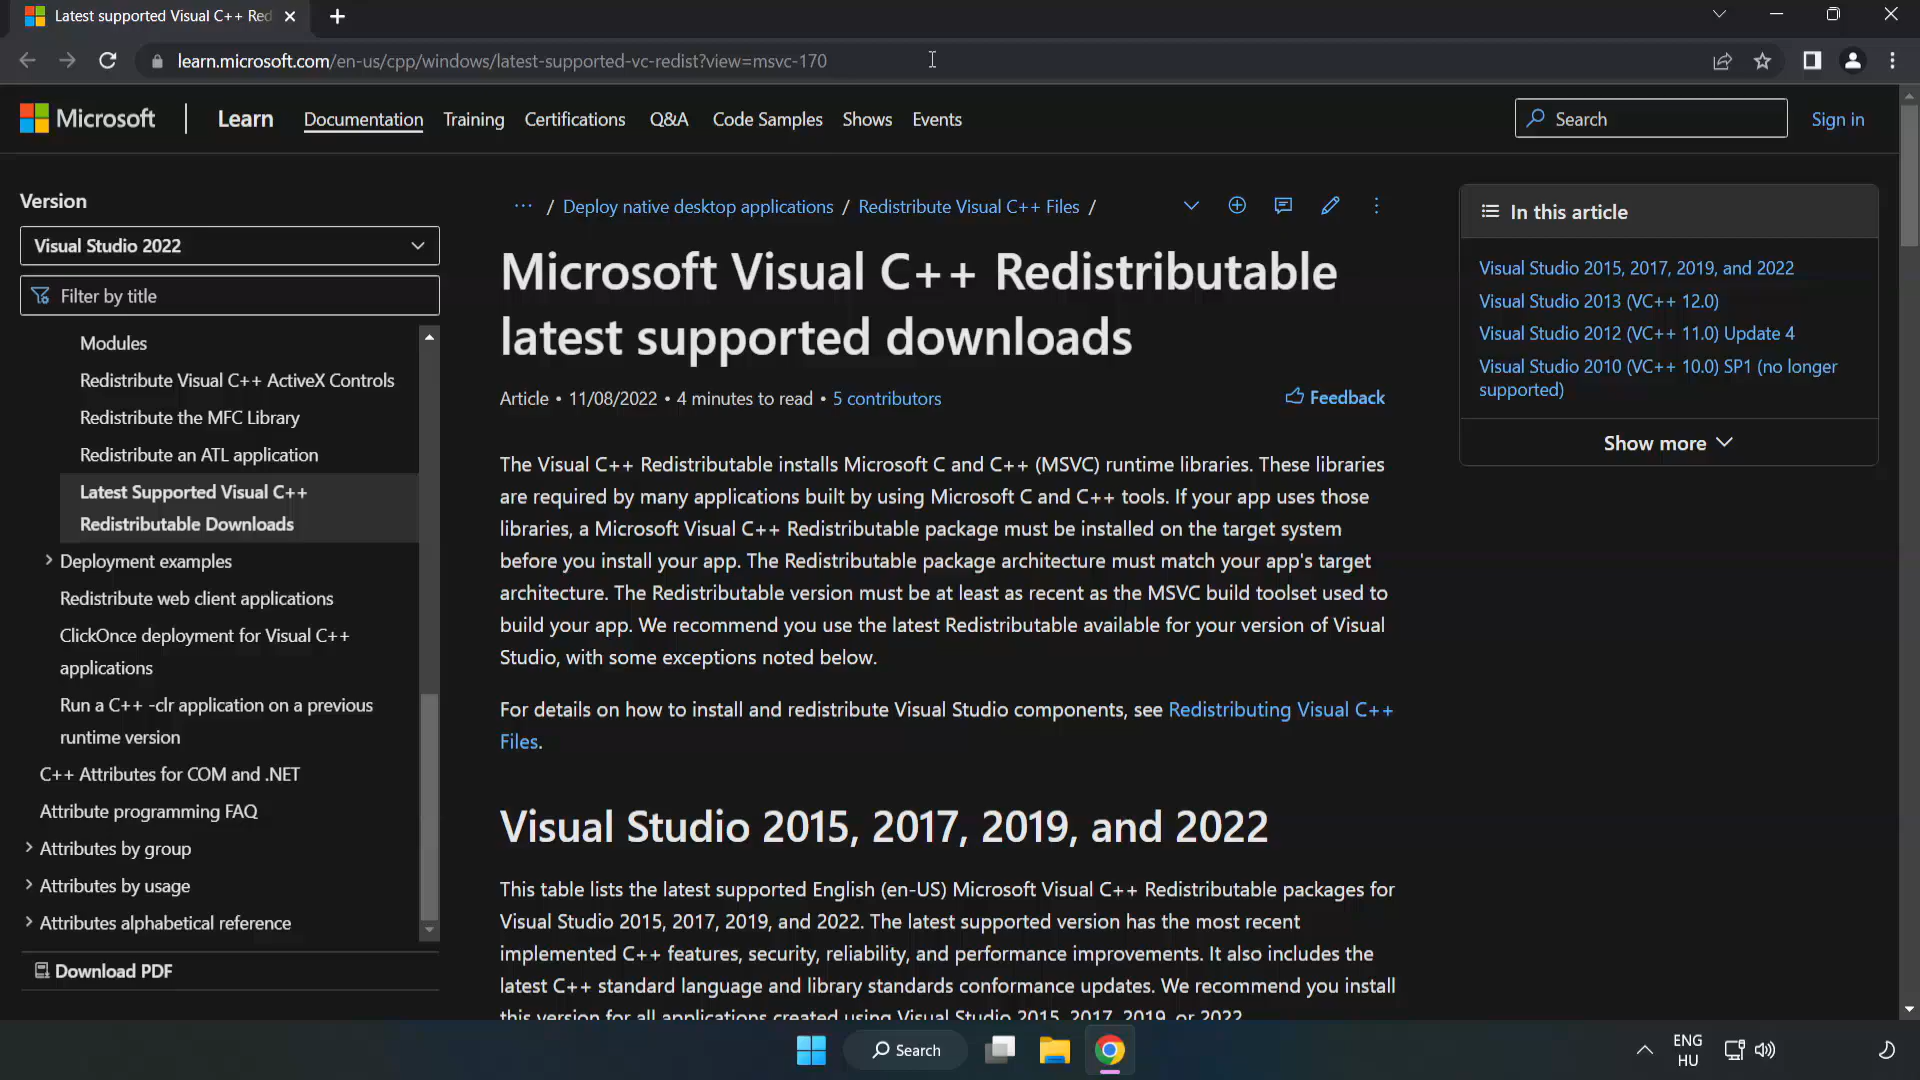 Latest supported Visual C++ Red
learn.microsoft.com/en-us/cpp/windows/latest-supported-vc-redist?view=msvc-170
Microsoft
Learn
Documentation
Training
Certifications
Q&A
Code Samples
Shows
Events
Search
Sign in
Version
Visual Studio 2022
Filter by title
Modules
Redistribute Visual C++ ActiveX Controls
Redistribute the MFC Library
Redistribute an ATL application
Latest Supported Visual C++
Redistributable Downloads
Deployment examples
Redistribute web client applications
ClickOnce deployment for Visual C++
applications
Run a C++ -clr application on a previous
runtime version
C++ Attributes for COM and .NET
Attribute programming FAQ
Attributes by group
Attributes by usage
Attributes alphabetical reference
Download PDF
... / Deploy native desktop applications / Redistribute Visual C++ Files /
Microsoft Visual C++ Redistributable
latest supported downloads
Article • 11/08/2022 • 4 minutes to read • 5 contributors
Feedback
The Visual C++ Redistributable installs Microsoft C and C++ (MSVC) runtime libraries. These libraries
are required by many applications built by using Microsoft C and C++ tools. If your app uses those
libraries, a Microsoft Visual C++ Redistributable package must be installed on the target system
before you install your app. The Redistributable package architecture must match your app's target
architecture. The Redistributable version must be at least as recent as the MSVC build toolset used to
build your app. We recommend you use the latest Redistributable available for your version of Visual
Studio, with some exceptions noted below.
For details on how to install and redistribute Visual Studio components, see Redistributing Visual C++
Files.
Visual Studio 2015, 2017, 2019, and 2022
This table lists the latest supported English (en-US) Microsoft Visual C++ Redistributable packages for
Visual Studio 2015, 2017, 2019, and 2022. The latest supported version has the most recent
implemented C++ features, security, reliability, and performance improvements. It also includes the
latest C++ standard language and library standards conformance updates. We recommend you install
this version for all applications created using Visual Studio 2015, 2017, 2019, or 2022.
In this article
Visual Studio 2015, 2017, 2019, and 2022
Visual Studio 2013 (VC++ 12.0)
Visual Studio 2012 (VC++ 11.0) Update 4
Visual Studio 2010 (VC++ 10.0) SP1 (no longer
supported)
Show more
Search
ENG
HU